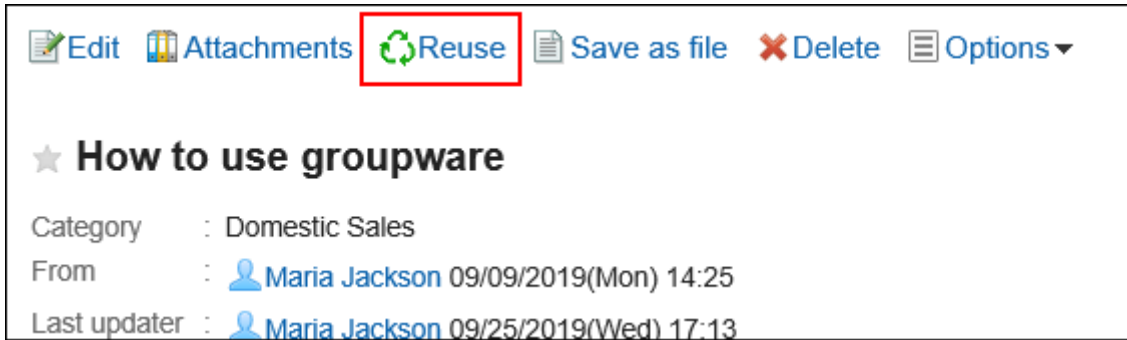 Edit Attachments Reuse Save as file Delete Options
How to use groupware
Category : Domestic Sales
From : Maria Jackson 09/09/2019(Mon) 14:25
Last updater : Maria Jackson 09/25/2019(Wed) 17:13